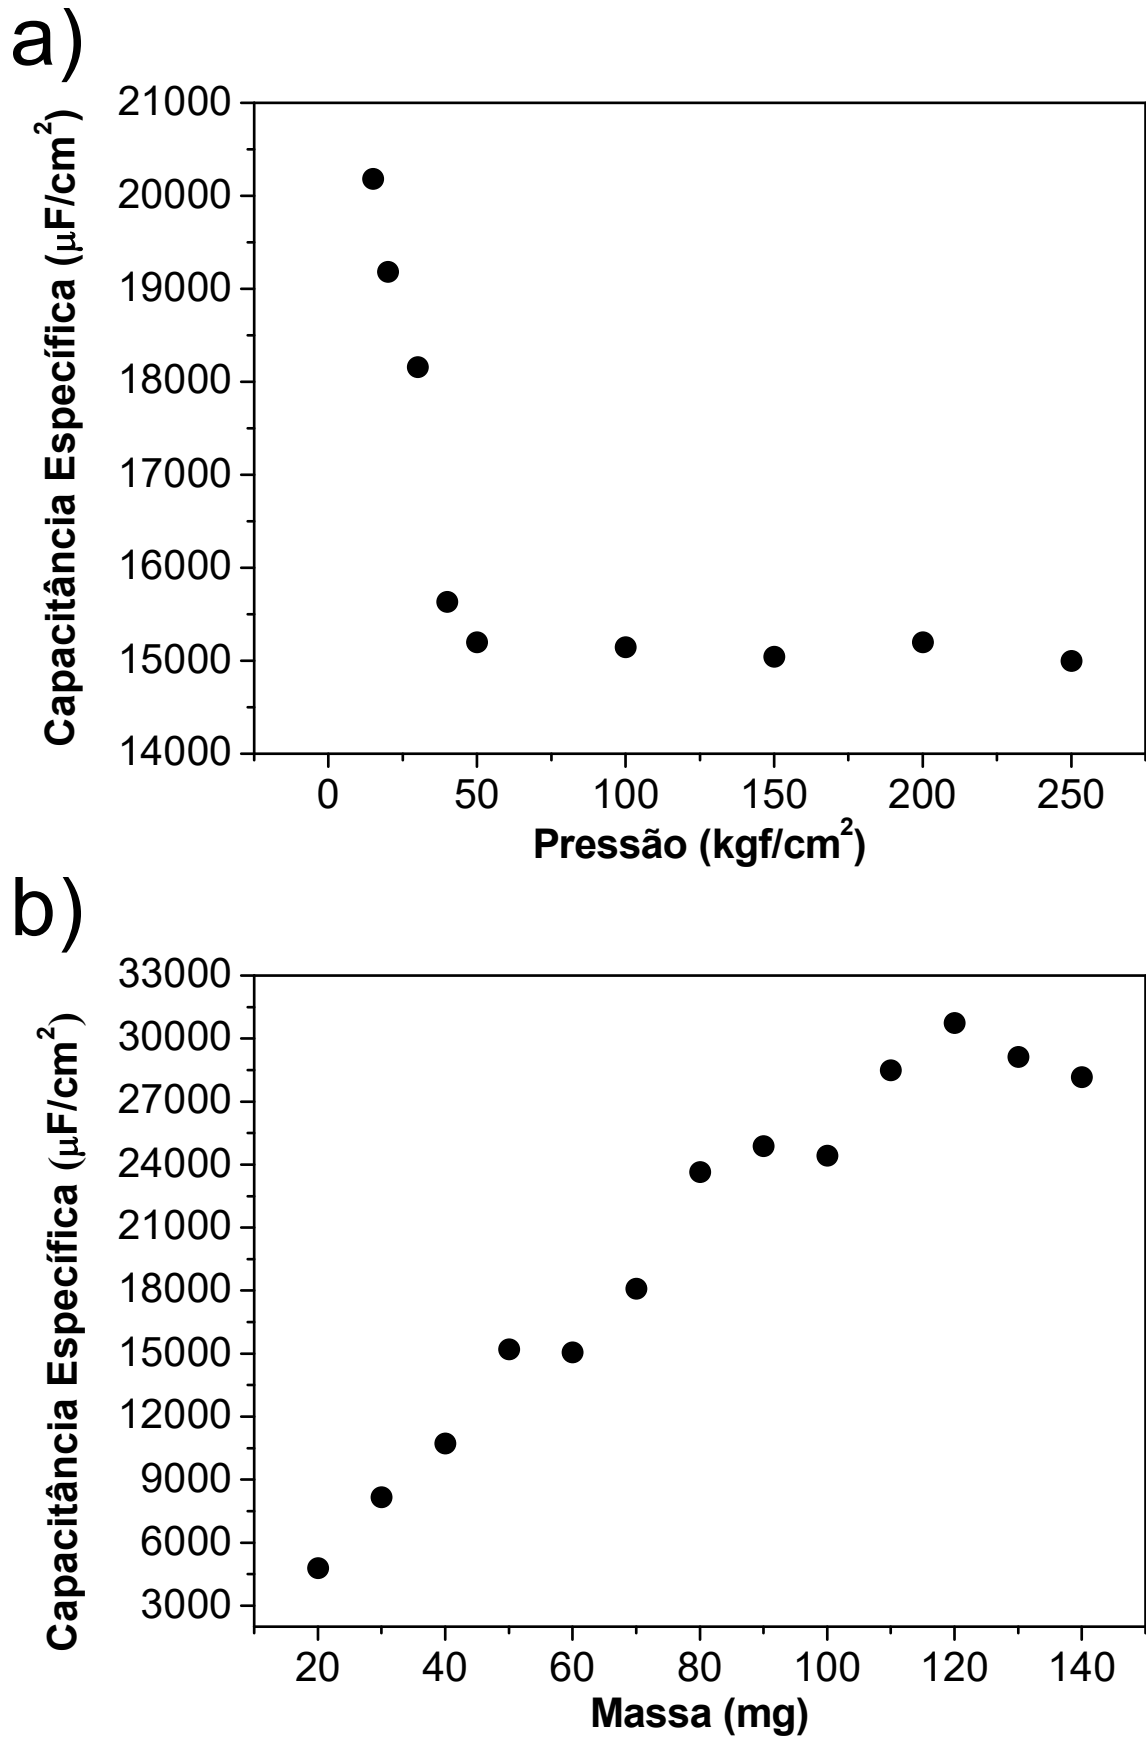 a)
21000
20000
19000
18000
17000
16000
15000
14000
Capacitância Específica (μF/cm²)
0 50 100 150 200 250
Pressão (kgf/cm²)
b)
33000
30000
27000
24000
21000
18000
15000
12000
9000
6000
3000
Capacitância Específica (μF/cm²)
20 40 60 80 100 120 140
Massa (mg)